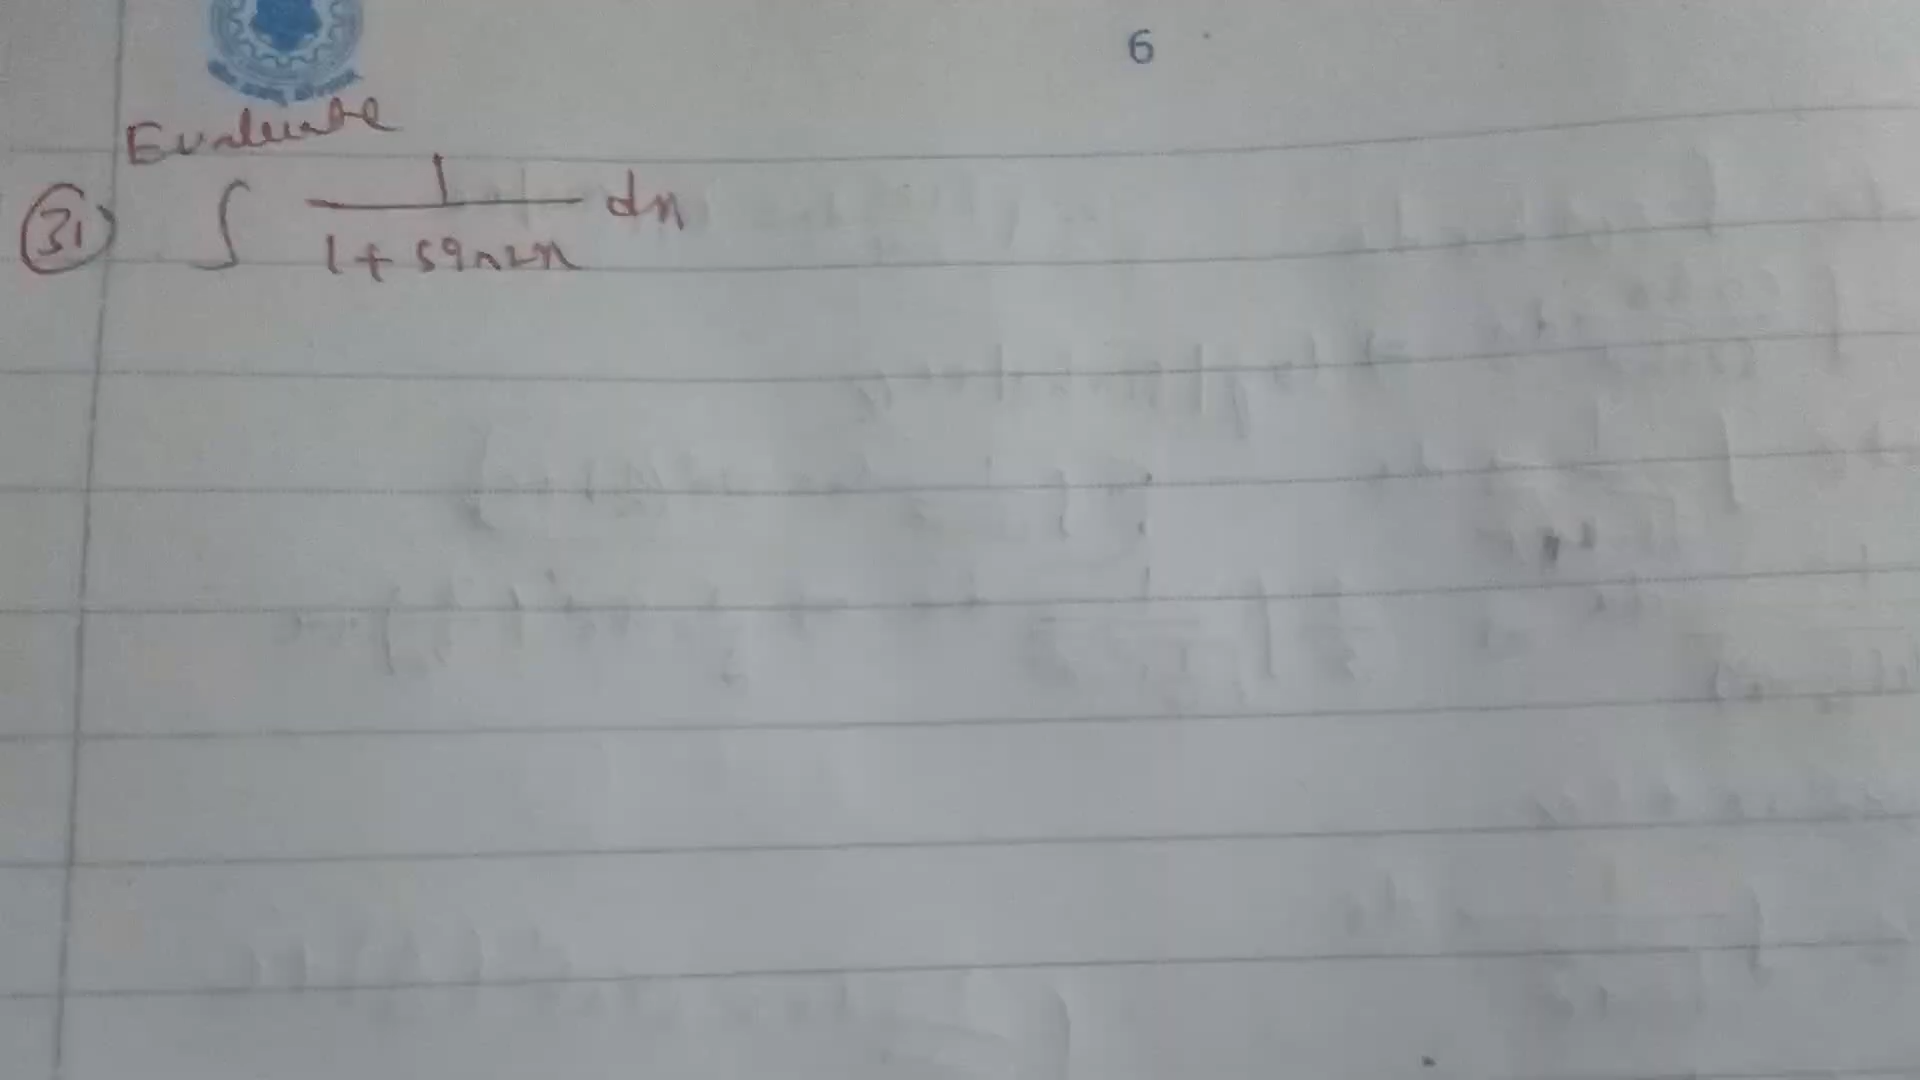 6
Evaluate
31 ∫ 1/(1 + sin2x) dx